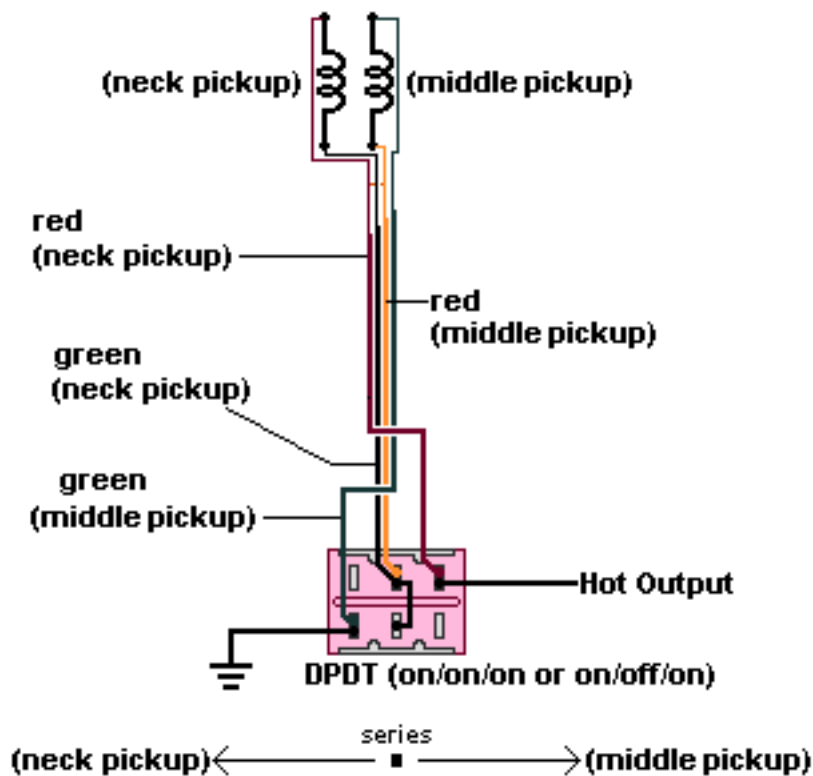 (neck pickup)
(middle pickup)
red
(neck pickup)
red
(middle pickup)
green
(neck pickup)
green
(middle pickup)
Hot Output
DPDT (on/on/on or on/off/on)
series
(neck pickup)
(middle pickup)